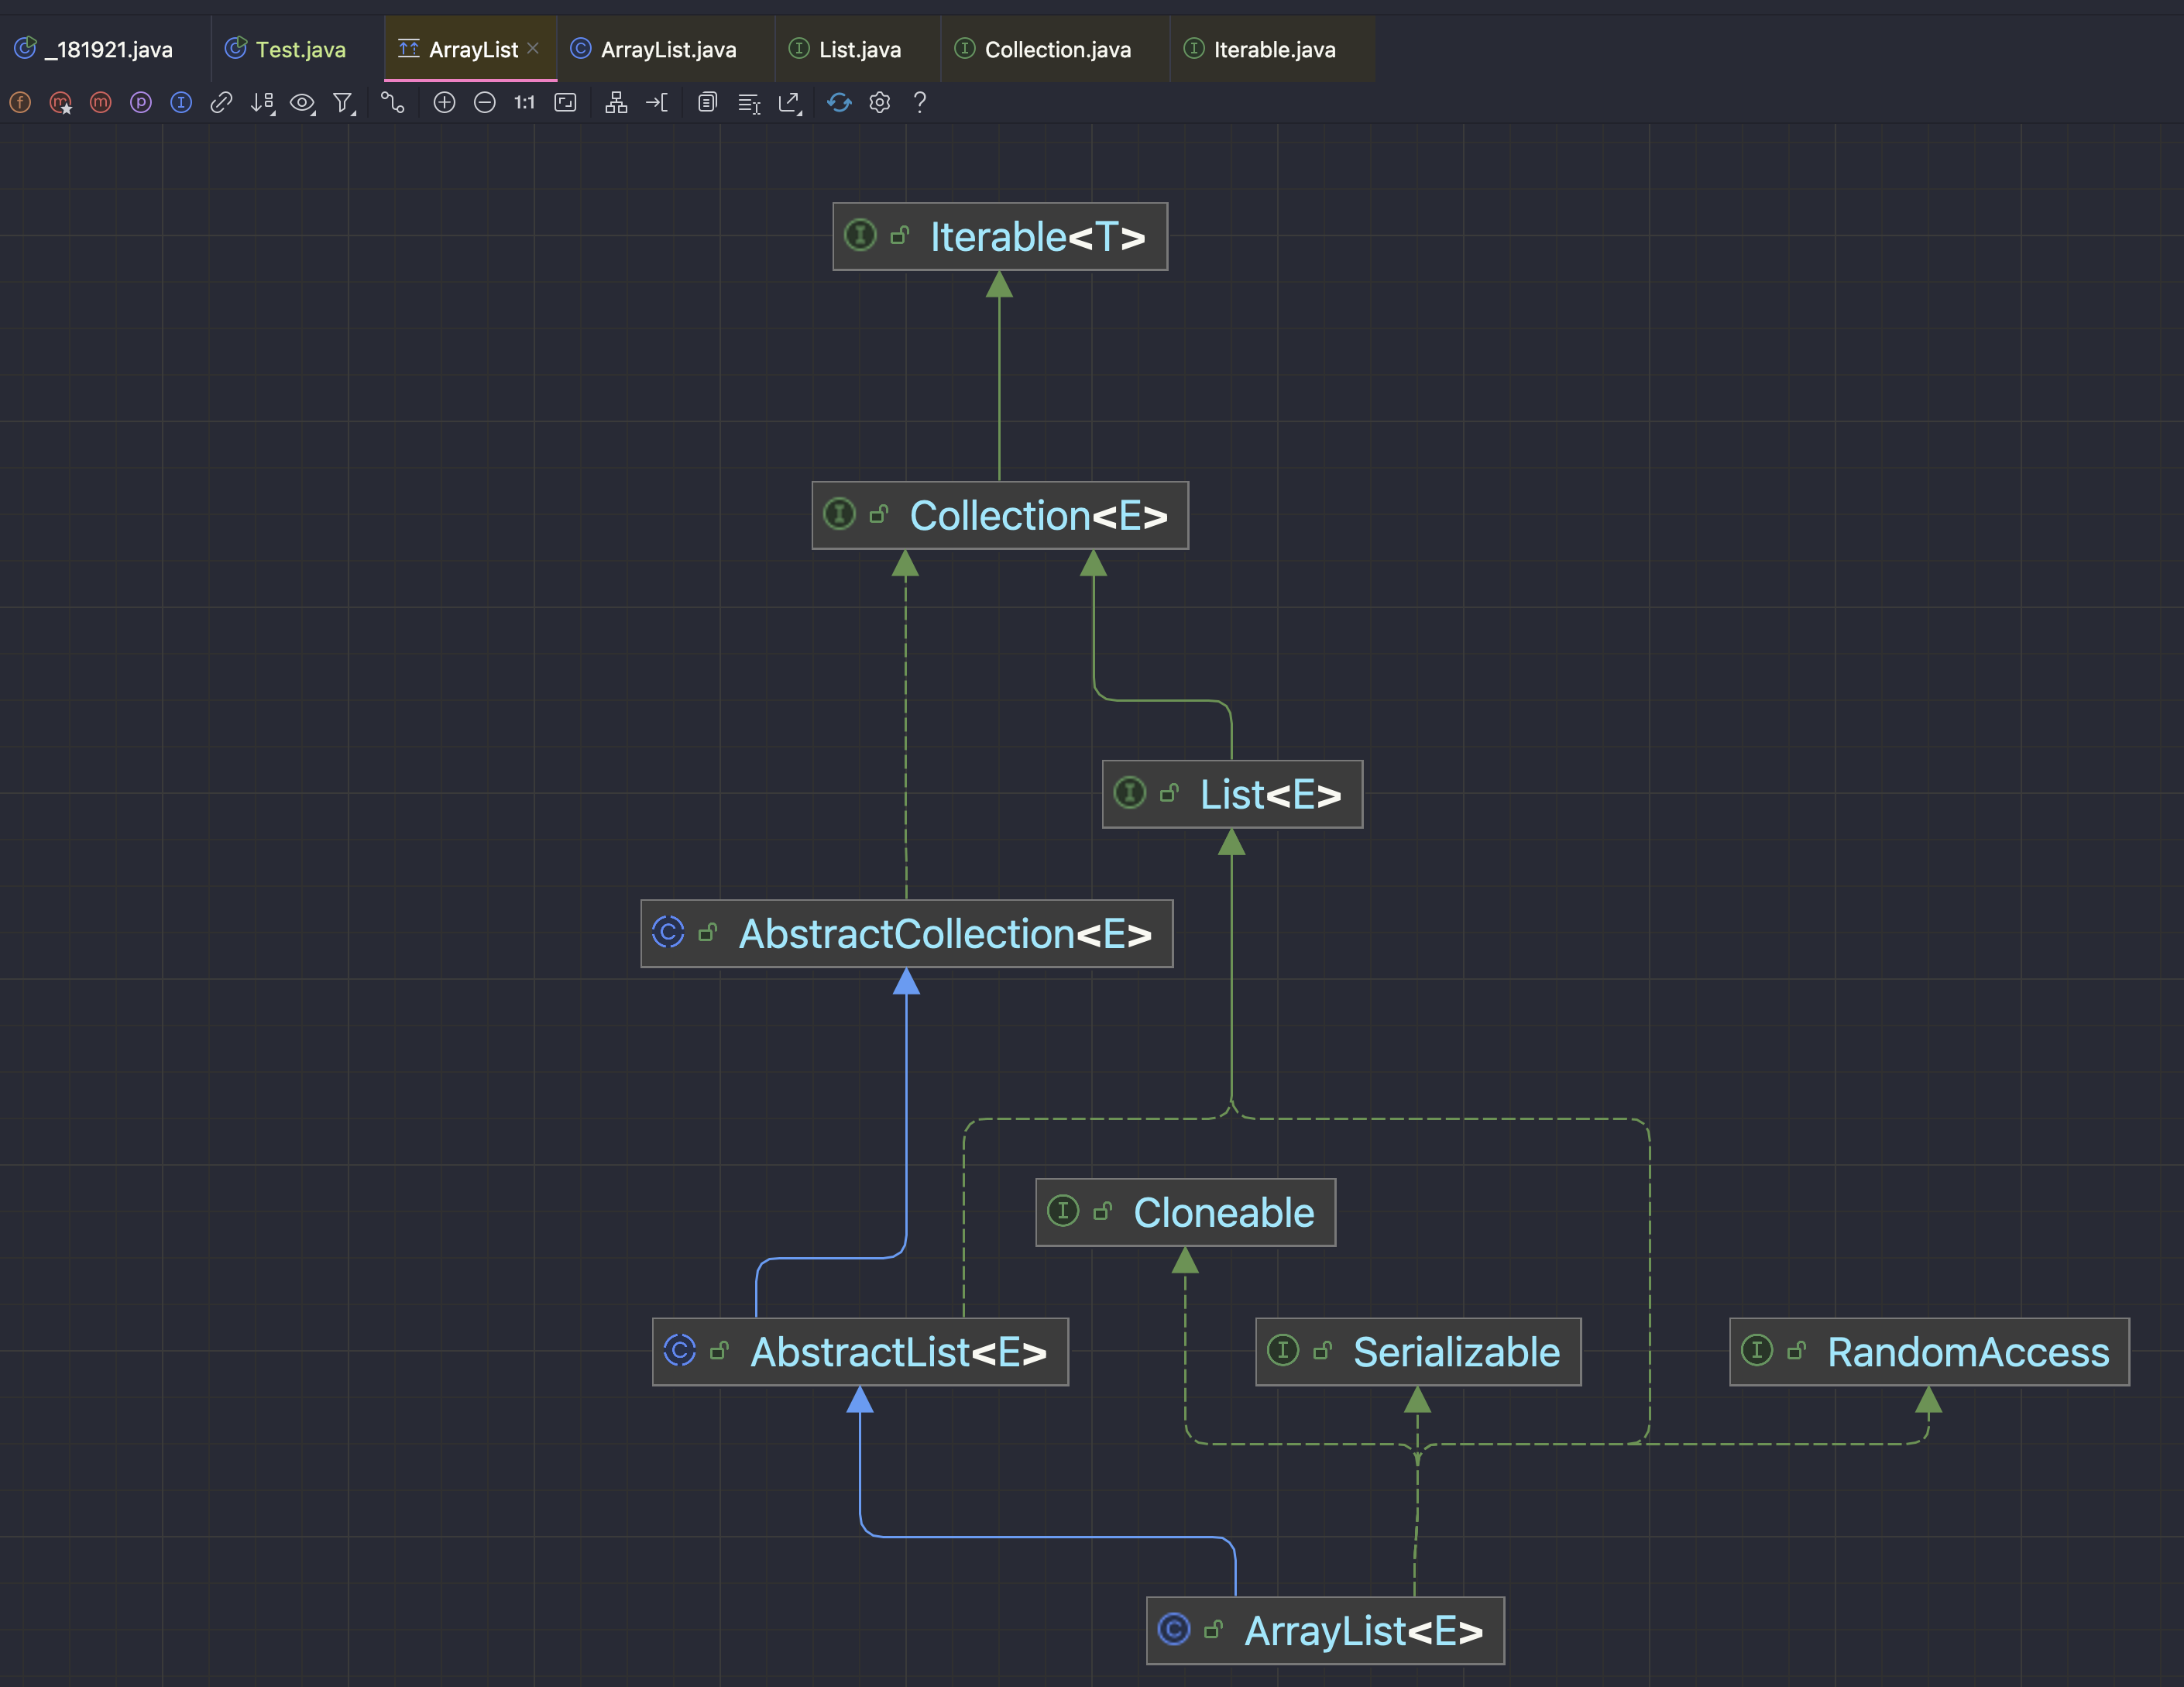 _181921.java Test.java ArrayList ArrayList.java List.java Collection.java Iterable.java
1:1
Iterable<T>
Collection<E>
List<E>
AbstractCollection<E>
Cloneable
AbstractList<E> Serializable RandomAccess
ArrayList<E>